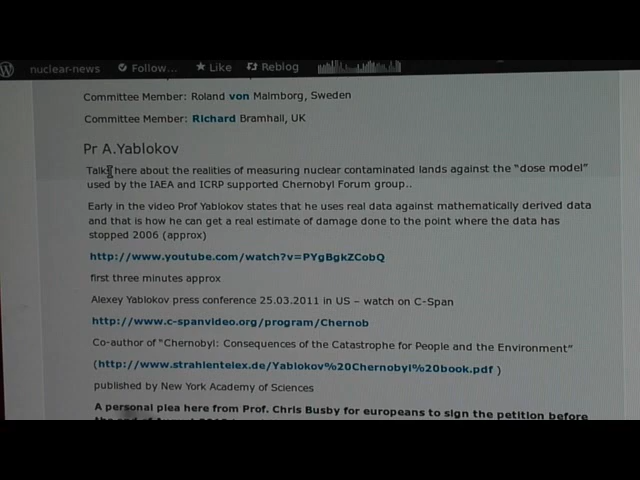 nuclear-news Follow... Like Reblog
Committee Member: Roland von Malmborg, Sweden
Committee Member: Richard Bramhall, UK
Pr A.Yablokov
Talks here about the realities of measuring nuclear contaminated lands against the “dose model”
used by the IAEA and ICRP supported Chernobyl Forum group..
Early in the video Prof Yablokov states that he uses real data against mathematically derived data
and that is how he can get a real estimate of damage done to the point where the data has
stopped 2006 (approx)
http://www.youtube.com/watch?v=PYgBgkZCobQ
first three minutes approx
Alexey Yablokov press conference 25.03.2011 in US – watch on C-Span
http://www.c-spanvideo.org/program/Chernob
Co-author of “Chernobyl: Consequences of the Catastrophe for People and the Environment”
(http://www.strahlentelex.de/Yablokov%20Chernobyl%20book.pdf )
published by New York Academy of Sciences
A personal plea here from Prof. Chris Busby for europeans to sign the petition before